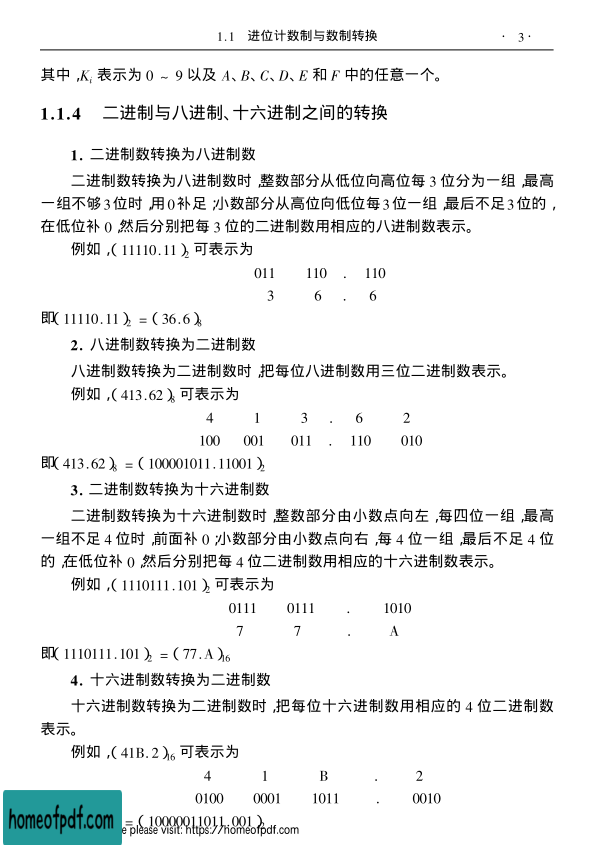 1.1 进位计数制与数制转换 · 3 ·
其中,Ki 表示为 0 ~ 9 以及 A、B、C、D、E 和 F 中的任意一个。
1.1.4 二进制与八进制、十六进制之间的转换
1. 二进制数转换为八进制数
二进制数转换为八进制数时,整数部分从低位向高位每 3 位分为一组,最高
一组不够 3 位时,用 0 补足;小数部分从高位向低位每 3 位一组,最后不足 3 位的,
在低位补 0,然后分别把每 3 位的二进制数用相应的八进制数表示。
例如,(11110.11)2 可表示为
011 110 . 110
3 6 . 6
即(11110.11)2 =(36.6)8
2. 八进制数转换为二进制数
八进制数转换为二进制数时,把每位八进制数用三位二进制数表示。
例如,(413.62)8 可表示为
4 1 3 . 6 2
100 001 011 . 110 010
即(413.62)8 =(100001011.11001)2
3. 二进制数转换为十六进制数
二进制数转换为十六进制数时,整数部分由小数点向左,每四位一组,最高
一组不足 4 位时,前面补 0;小数部分由小数点向右,每 4 位一组,最后不足 4 位
的,在低位补 0,然后分别把每 4 位二进制数用相应的十六进制数表示。
例如,(1110111.101)2 可表示为
0111 0111 . 1010
7 7 . A
即(1110111.101)2 =(77.A)16
4. 十六进制数转换为二进制数
十六进制数转换为二进制数时,把每位十六进制数用相应的 4 位二进制数
表示。
例如,(41B.2)16 可表示为
4 1 B . 2
0100 0001 1011 . 0010
=(10000011011.001)2
homeofpdf.com
please visit: https://homeofpdf.com